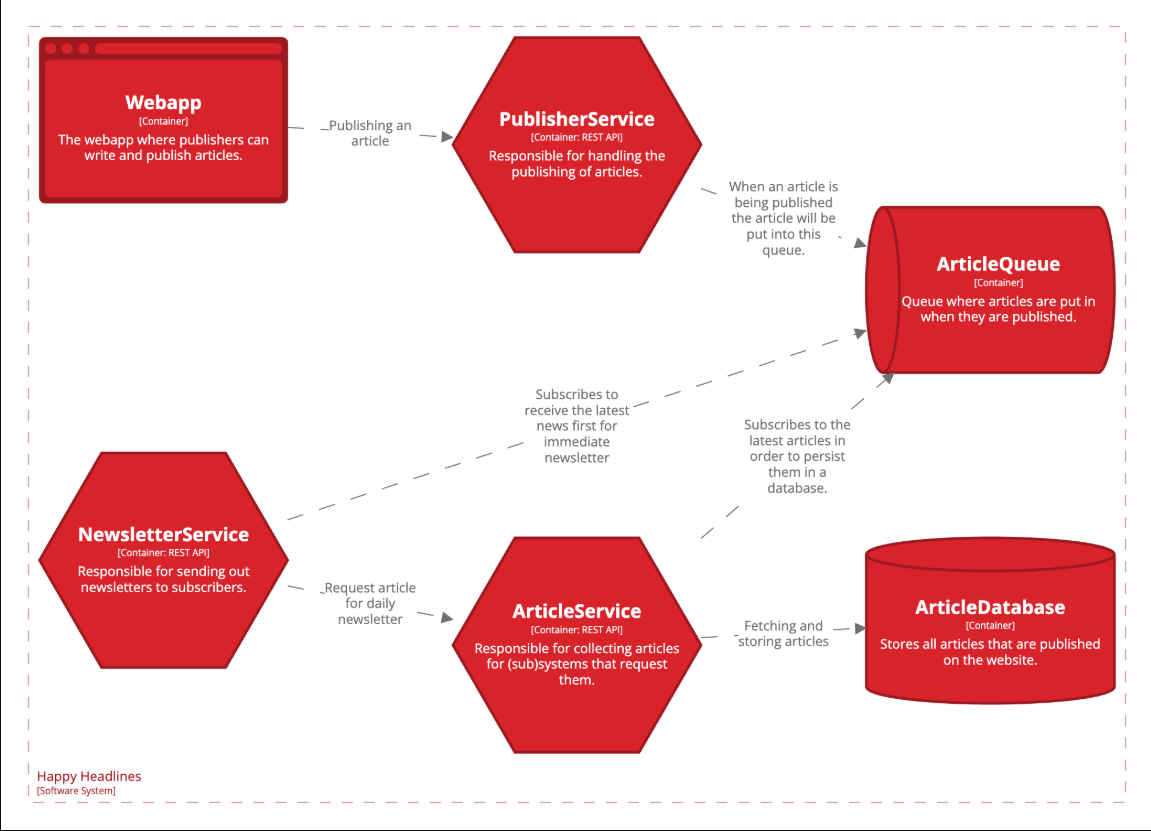 Webapp
[Container]
The webapp where publishers can
write and publish articles.
Publishing an
article
PublisherService
[Container: REST API]
Responsible for handling the
publishing of articles.
When an article is
being published
the article will be
put into this
queue.
ArticleQueue
[Container]
Queue where articles are put in
when they are published.
Subscribes to
receive the latest
news first for
immediate
newsletter
Subscribes to the
latest articles in
order to persist
them in a
database.
NewsletterService
[Container: REST API]
Responsible for sending out
newsletters to subscribers.
Request article
for daily
newsletter
ArticleService
[Container: REST API]
Responsible for collecting articles
for (sub)systems that request
them.
Fetching and
storing articles
ArticleDatabase
[Container]
Stores all articles that are published
on the website.
Happy Headlines
[Software System]